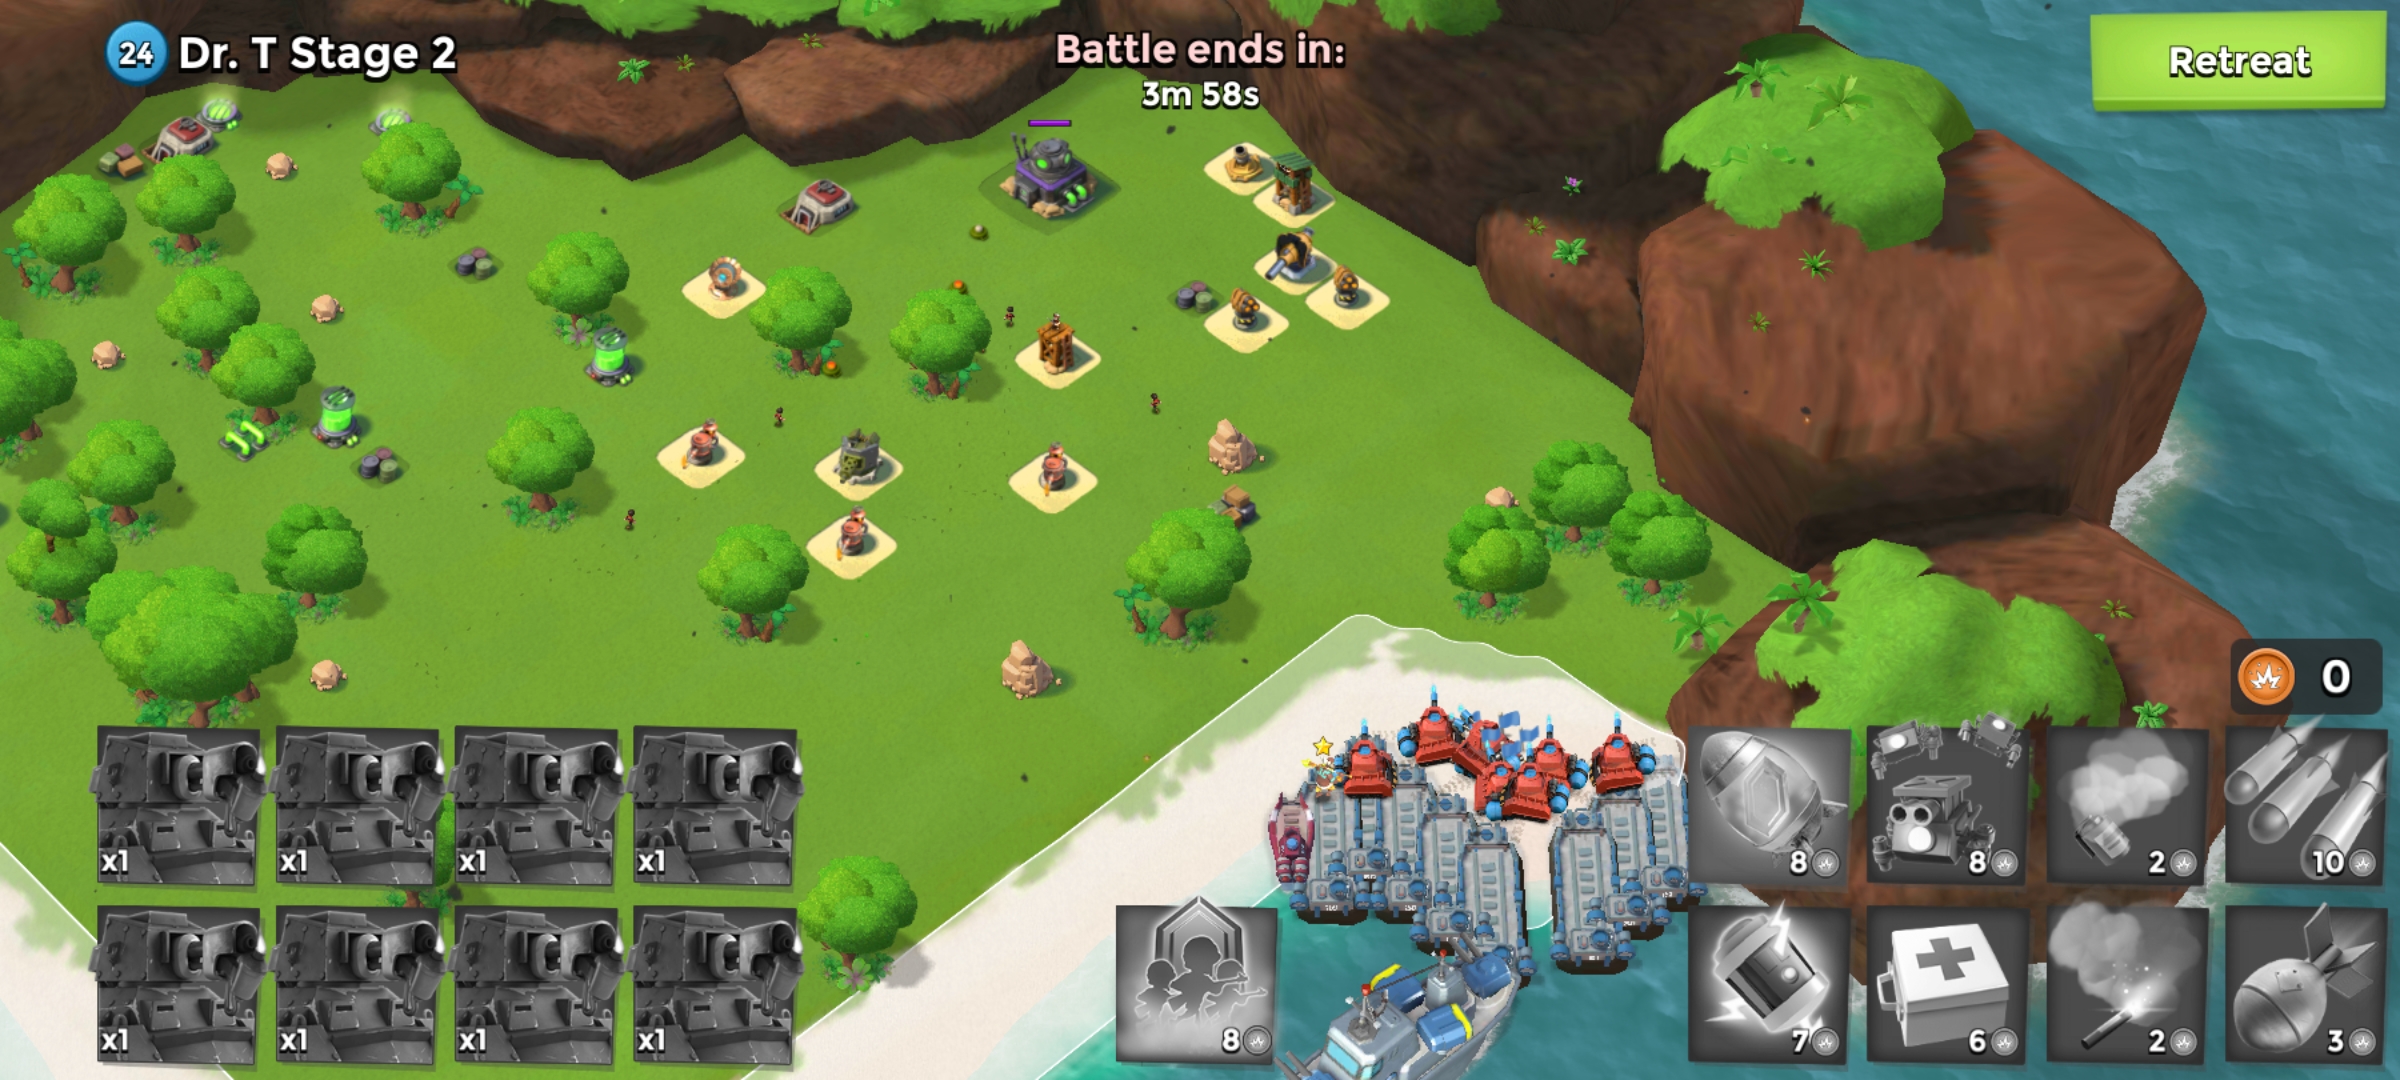 24 Dr. T Stage 2
Battle ends in:
3m 58s
Retreat
0
x1 x1 x1 x1
8 8 2 10
x1 x1 x1 x1
8 7 6 2 3